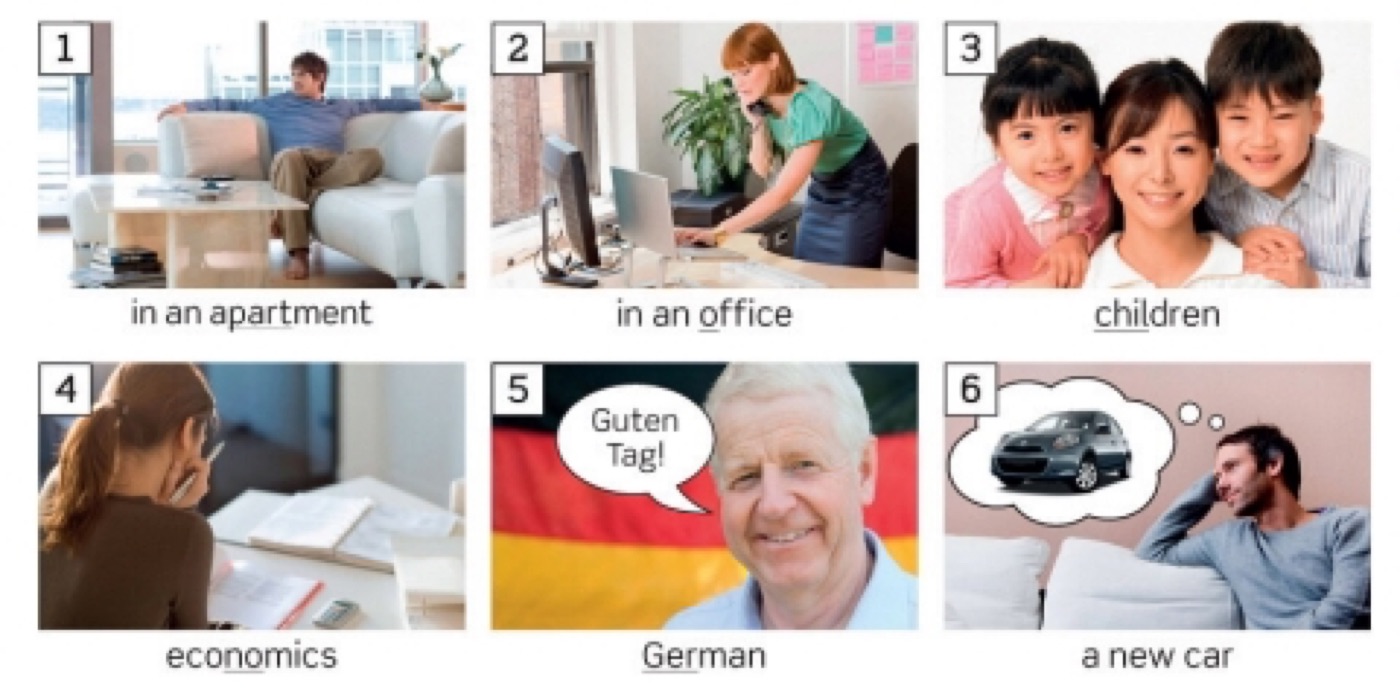 1
2
3
in an apartment
in an office
children
4
5
Guten
Tag!
6
economics
German
a new car